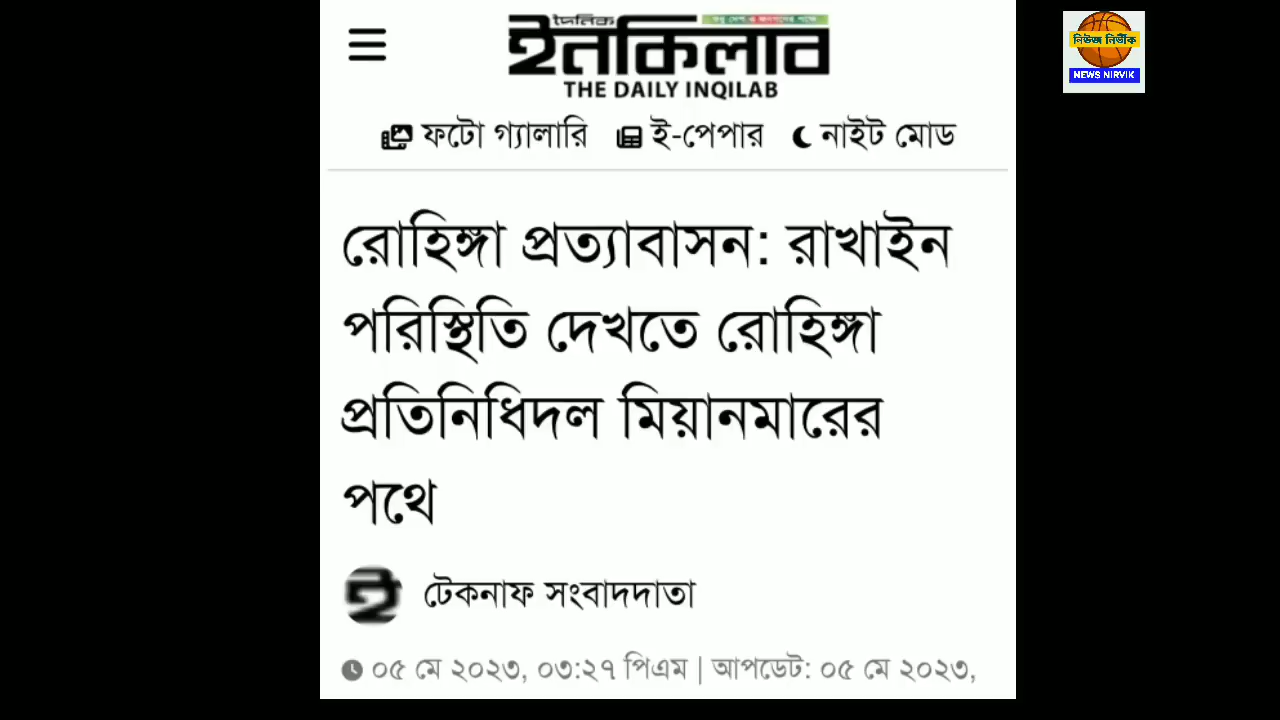 দৈনিক
ইনকিলাব
THE DAILY INQILAB
নিউজ নির্ভীক
NEWS NIRVIK
ফটো গ্যালারি ই-পেপার নাইট মোড
রোহিঙ্গা প্রত্যাবাসন: রাখাইন
পরিস্থিতি দেখতে রোহিঙ্গা
প্রতিনিধিদল মিয়ানমারের
পথে
ই টেকনাফ সংবাদদাতা
০৫ মে ২০২৩, ০৩:২৭ পিএম | আপডেট: ০৫ মে ২০২৩,